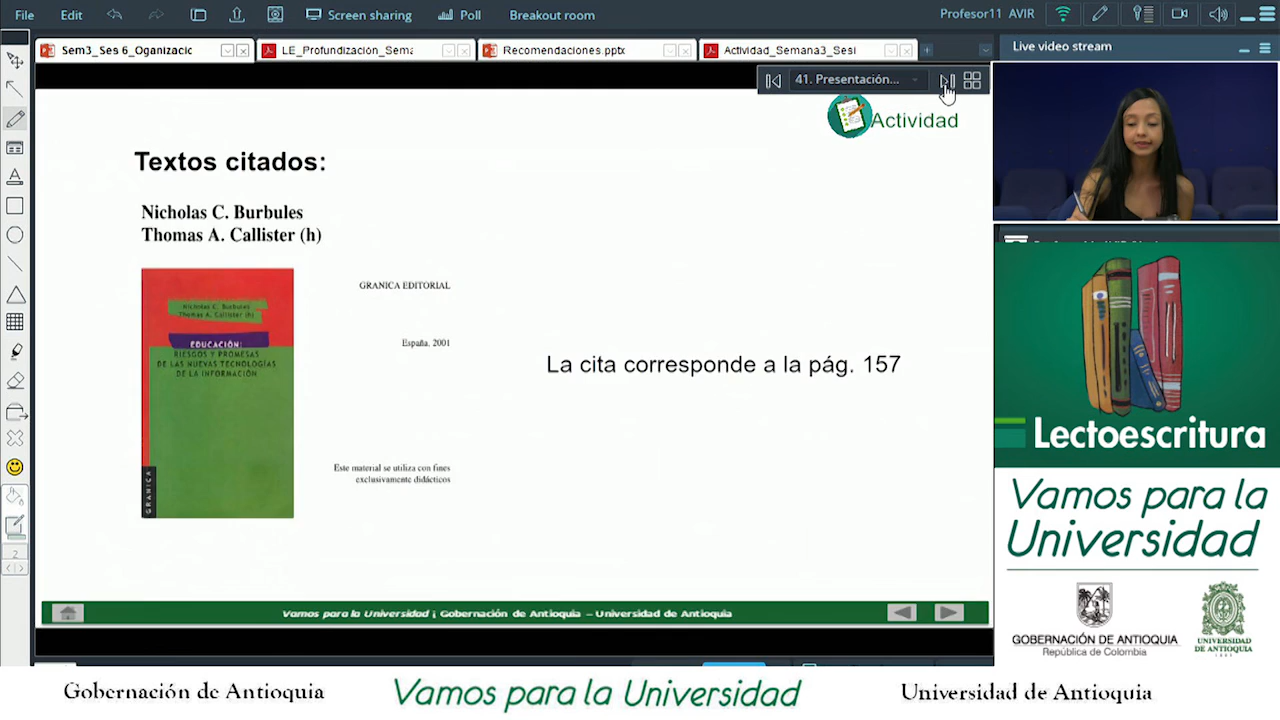 File Edit Screen sharing Poll Breakout room Profesor11 AVIR
Sem3_Ses 6_Oganizacic LE_Profundización_Sema Recomendaciones.pptx Actividad_Semana3_Sesi
Live video stream
41. Presentación...
Actividad
Textos citados:
Nicholas C. Burbules
Thomas A. Callister (h)
Nicholas C. Burbules
Thomas A. Callister (h)
EDUCACIÓN:
RIESGOS Y PROMESAS
DE LAS NUEVAS TECNOLOGÍAS
DE LA INFORMACIÓN
GRANICA
GRANICA EDITORIAL
España, 2001
Este material se utiliza con fines
exclusivamente didácticos
La cita corresponde a la pág. 157
Vamos para la Universidad ¡ Gobernación de Antioquia – Universidad de Antioquia
2
Lectoescritura
Vamos para la
Universidad
GOBERNACIÓN DE ANTIOQUIA
República de Colombia
UNIVERSIDAD
DE ANTIOQUIA
1803
Gobernación de Antioquia Vamos para la Universidad Universidad de Antioquia